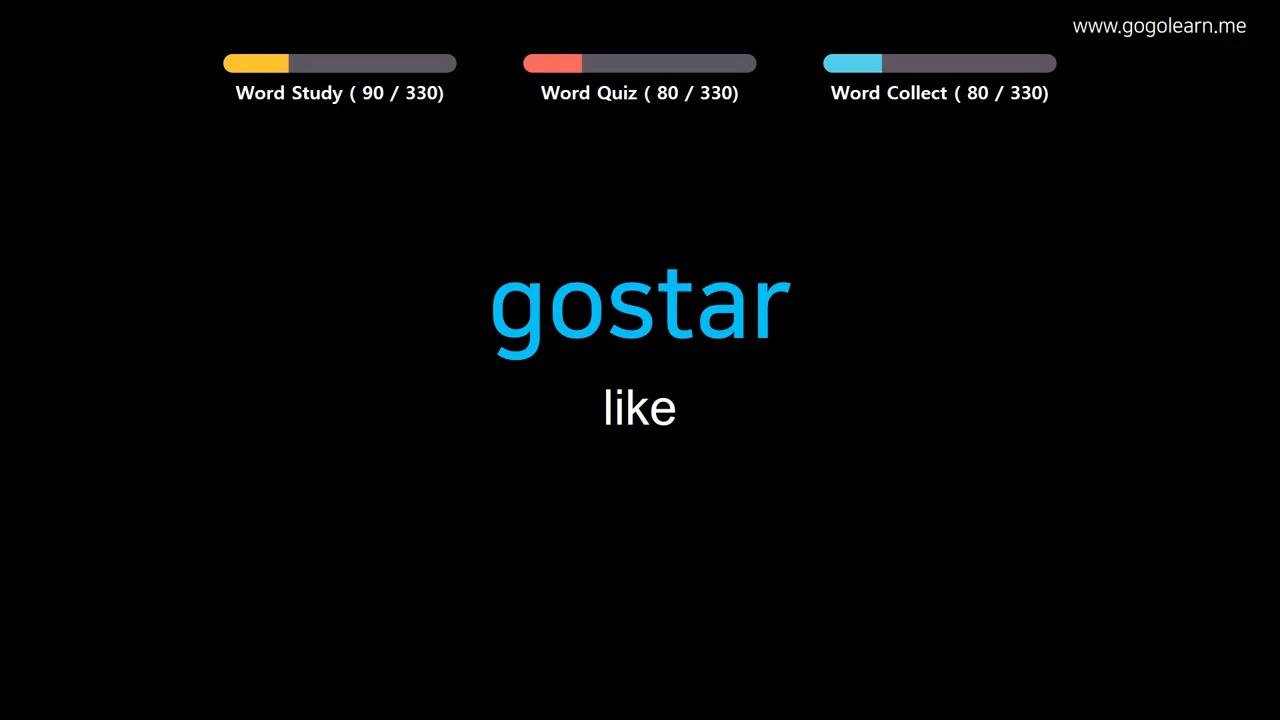 www.gogolearn.me
Word Study ( 90 / 330)
Word Quiz ( 80 / 330)
Word Collect ( 80 / 330)
gostar
like